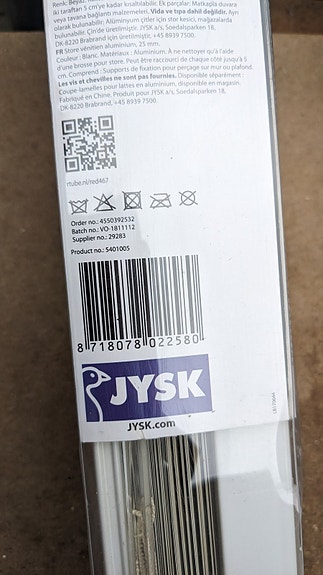 Renk: Beyaz.
iki taraftan 5 cm'ye kadar kısaltılabilir. Ek parçalar: Matkapla duvara
veya tavana bağlantı malzemeleri. Vida ve tıpa dahil değildir. Ayrı
bulunabilir: Alüminyum çitler için stor kesici, mağazalarda
bulunabilir. Çin'de üretilmiştir. JYSK a/s, Soedalsparken 18,
DK-8220 Brabrand için üretilmiştir, +45 8939 7500.
FR Store vénitien aluminium, 25 mm.
Couleur : Blanc. Matériaux : Aluminium. À ne nettoyer qu'à l'aide
d'une brosse pour store. Peut être raccourci de chaque côté jusqu'à 5
cm. Comprend : Supports de fixation pour perçage sur mur ou plafond.
Les vis et chevilles ne sont pas fournies. Disponible séparément :
Coupe-lamelles pour lattes en aluminium, disponible en magasin.
Fabriqué en Chine. Produit pour JYSK a/s, Soedalsparken 18,
DK-8220 Brabrand, +45 8939 7500.
rtube.nl/red467
Order no.: 4550392532
Batch no.: VO-1811112
Supplier no.: 29283
Product no.: 5401005
8 718078 022580
JYSK
JYSK.com